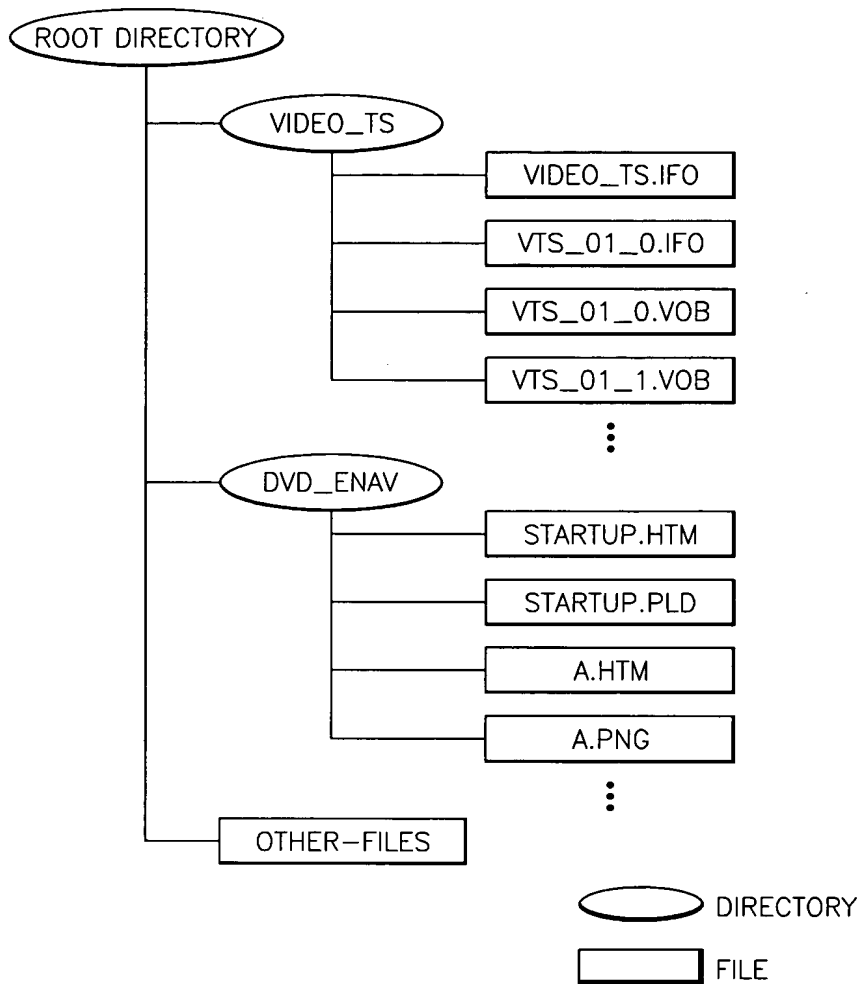 ROOT DIRECTORY
VIDEO_TS
VIDEO_TS.IFO
VTS_01_0.IFO
VTS_01_0.VOB
VTS_01_1.VOB
DVD_ENAV
STARTUP.HTM
STARTUP.PLD
A.HTM
A.PNG
OTHER-FILES
DIRECTORY
FILE